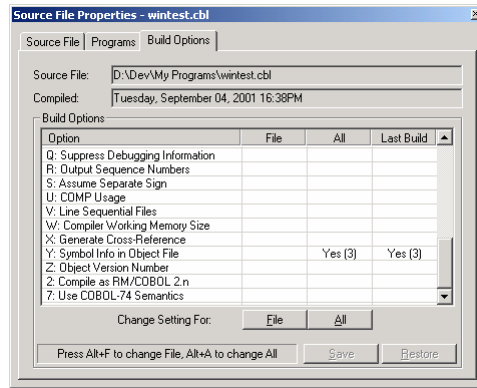 Source File Properties - wintest.cbl
Source File Programs Build Options
Source File: D:\Dev\My Programs\wintest.cbl
Compiled: Tuesday, September 04, 2001 16:38PM
Build Options
Option File All Last Build
Q: Suppress Debugging Information
R: Output Sequence Numbers
S: Assume Separate Sign
U: COMP Usage
V: Line Sequential Files
W: Compiler Working Memory Size
X: Generate Cross-Reference
Y: Symbol Info in Object File Yes (3) Yes (3)
Z: Object Version Number
2: Compile as RM/COBOL 2.n
7: Use COBOL-74 Semantics
Change Setting For: File All
Press Alt+F to change File, Alt+A to change All Save Restore